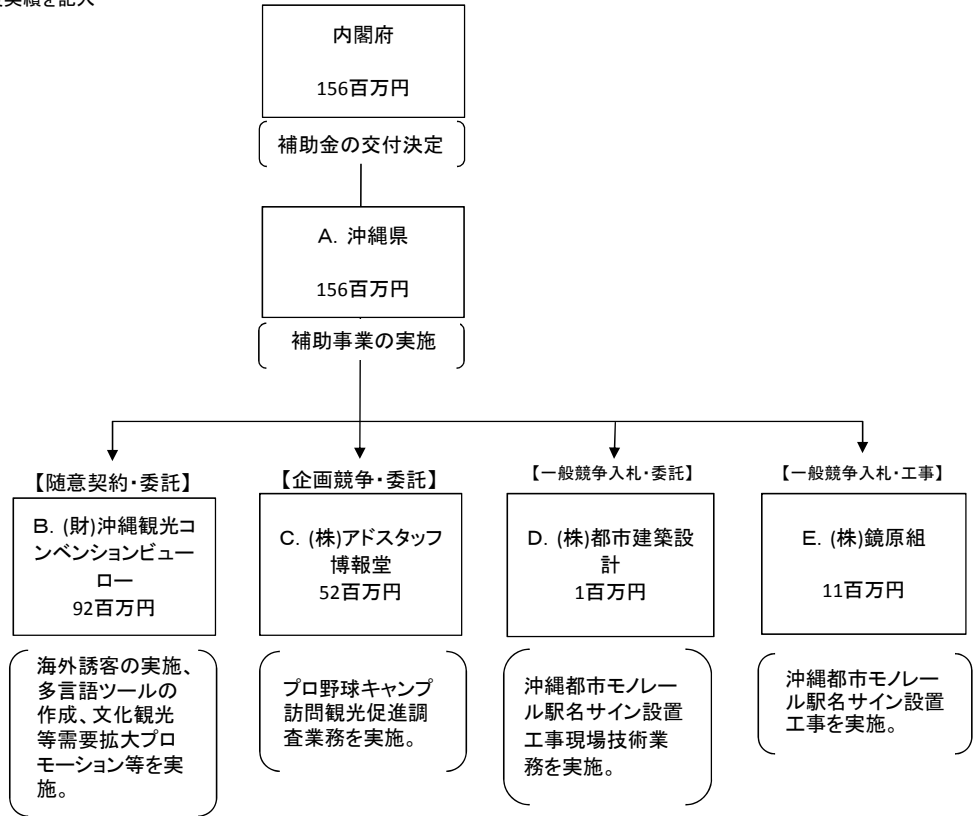 実績を記入
内閣府
156百万円
補助金の交付決定
A. 沖縄県
156百万円
補助事業の実施
【随意契約・委託】
B. (財)沖縄観光コ
ンベンションビュー
ロー
92百万円
海外誘客の実施、
多言語ツールの
作成、文化観光
等需要拡大プロ
モーション等を実
施。
【企画競争・委託】
C. (株)アドスタッフ
博報堂
52百万円
プロ野球キャンプ
訪問観光促進調
査業務を実施。
【一般競争入札・委託】
D. (株)都市建築設
計
1百万円
沖縄都市モノレー
ル駅名サイン設置
工事現場技術業
務を実施。
【一般競争入札・工事】
E. (株)鏡原組
11百万円
沖縄都市モノレー
ル駅名サイン設置
工事を実施。